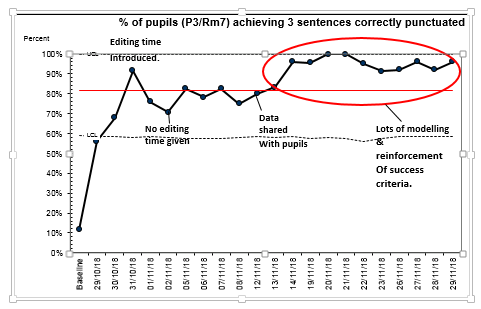 % of pupils (P3/Rm7) achieving 3 sentences correctly punctuated
Percent
Editing time
introduced.
UCL
100%
90%
80%
70%
60%
50%
40%
30%
20%
10%
0%
LCL
No editing
time given
Data
shared
With pupils
Lots of modelling
&
reinforcement
Of success
criteria.
Baseline
29/10/18
30/10/18
31/10/18
01/11/18
02/11/18
05/11/18
06/11/18
07/11/18
08/11/18
12/11/18
13/11/18
14/11/18
19/11/18
20/11/18
21/11/18
22/11/18
23/11/18
26/11/18
27/11/18
28/11/18
29/11/18